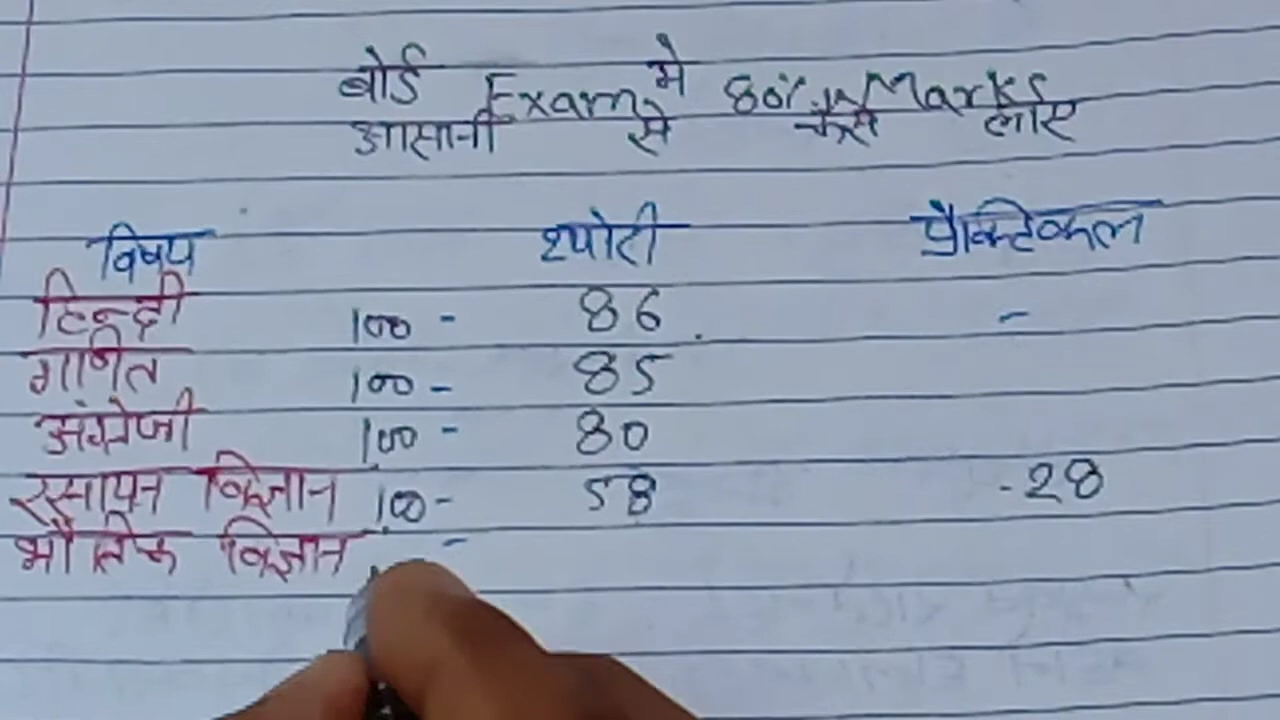 बोर्ड Exam में 80% Marks
आसानी से कैसे लाए
विषय थ्योरी प्रैक्टिकल
हिन्दी 100 - 86 -
गणित 100 - 85
अंग्रेजी 100 - 80
रसायन विज्ञान 100 - 58 - 28
भौतिक विज्ञान -